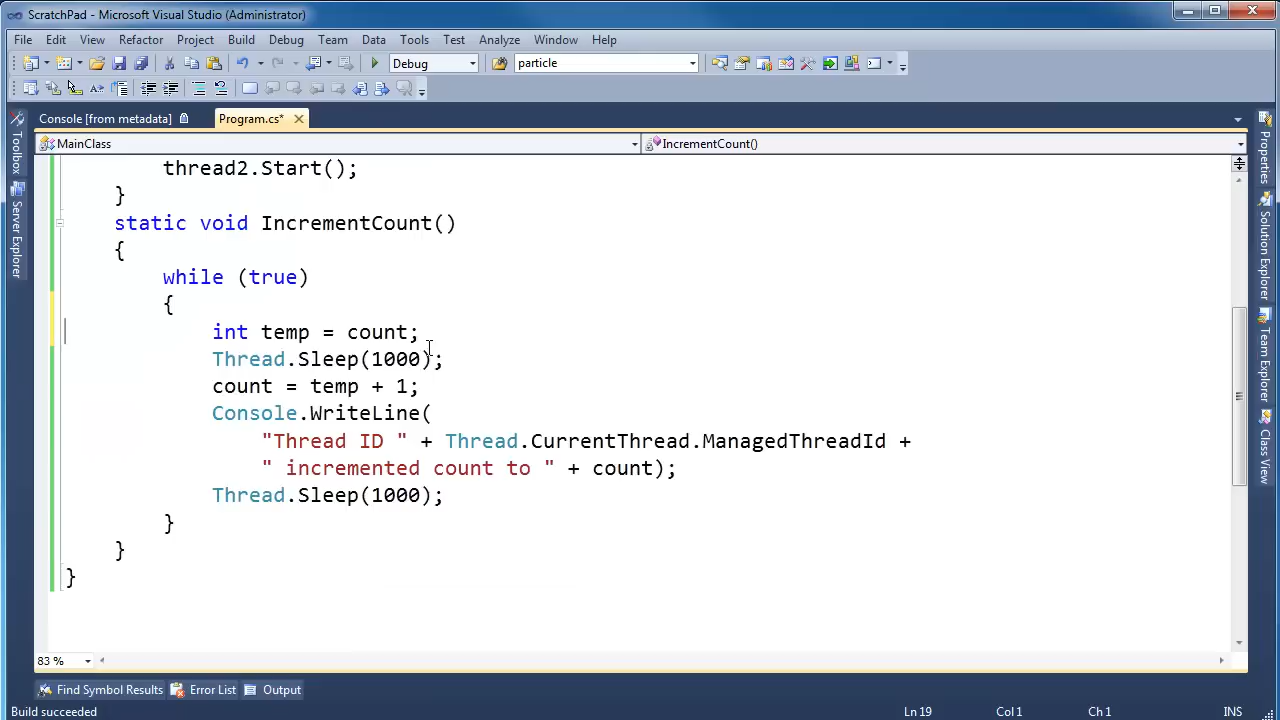 ScratchPad - Microsoft Visual Studio (Administrator)
File Edit View Refactor Project Build Debug Team Data Tools Test Analyze Window Help
Debug particle
Console [from metadata] Program.cs*
MainClass IncrementCount()
thread2.Start();
}
static void IncrementCount()
{
while (true)
{
int temp = count;
Thread.Sleep(1000);
count = temp + 1;
Console.WriteLine(
"Thread ID " + Thread.CurrentThread.ManagedThreadId +
" incremented count to " + count);
Thread.Sleep(1000);
}
}
}
Toolbox
Server Explorer
Properties
Solution Explorer
Team Explorer
Class View
83 %
Find Symbol Results Error List Output
Build succeeded Ln 19 Col 1 Ch 1 INS